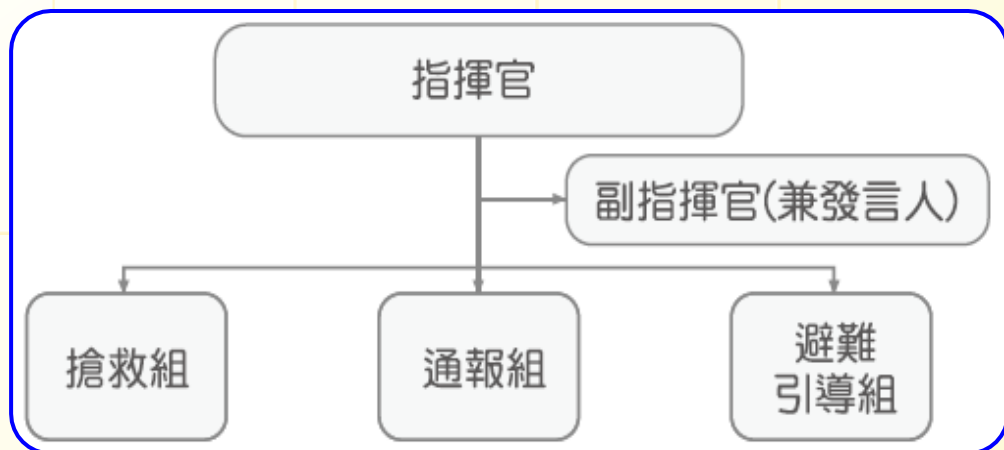 指揮官
副指揮官(兼發言人)
搶救組
通報組
避難
引導組